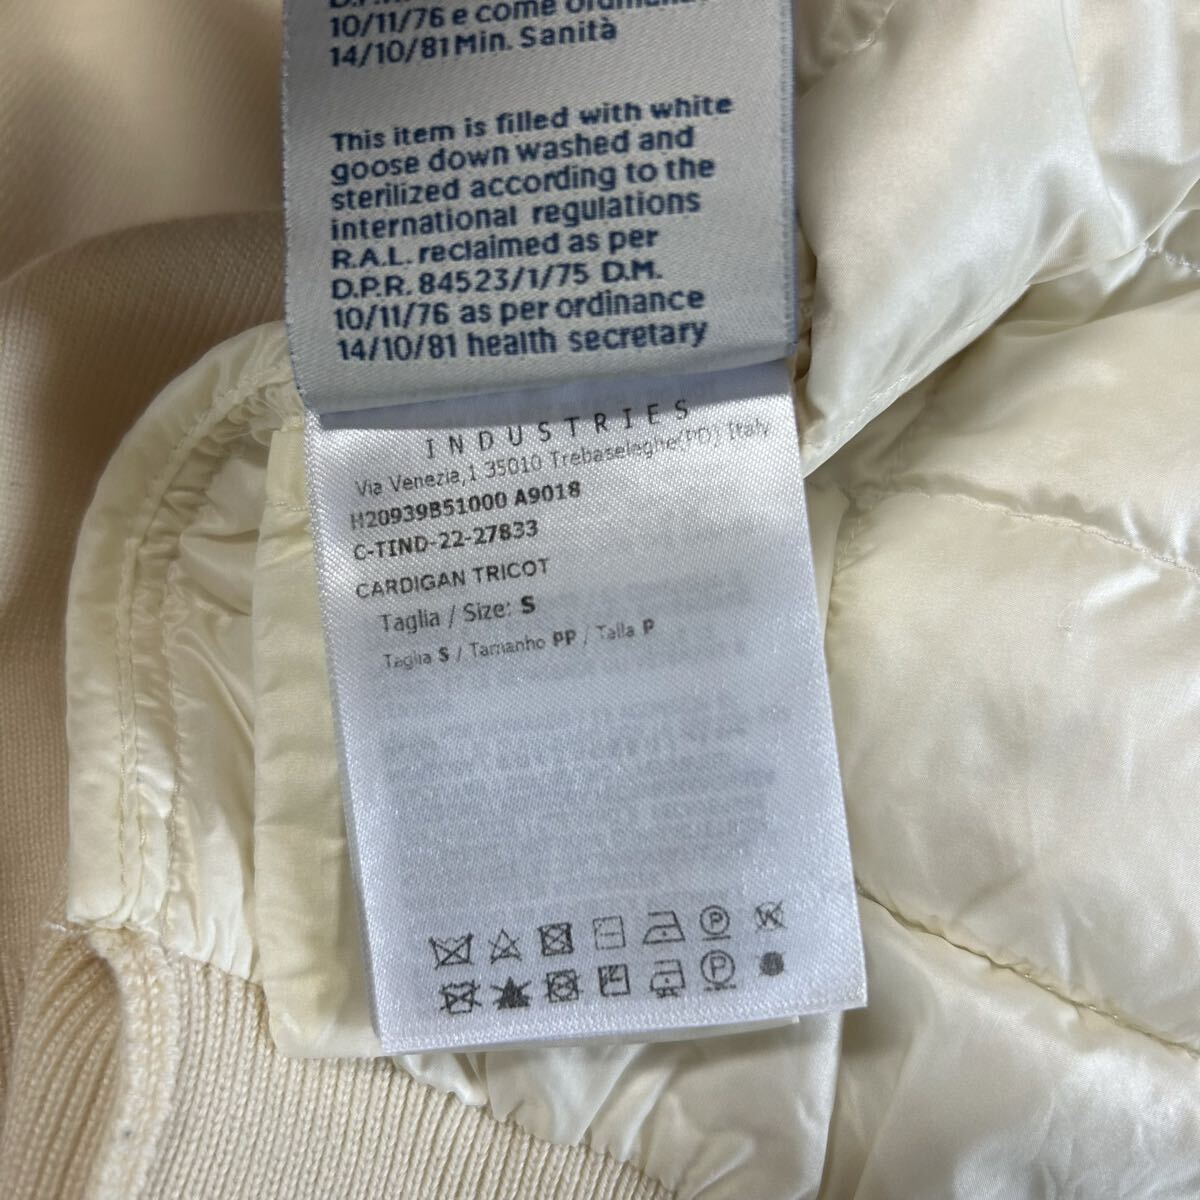 10/11/76 e come
14/10/81 Min. Sanità
This item is filled with white
goose down washed and
sterilized according to the
international regulations
R.A.L. reclaimed as per
D.P.R. 84523/1/75 D.M.
10/11/76 as per ordinance
14/10/81 health secretary
INDUSTRIES
Via Venezia,1 35010 Trebaseleghe(PD) Italy
H20939B51000 A9018
C-TIND-22-27833
CARDIGAN TRICOT
Taglia / Size: S
Taglia S / Tamanho PP / Talla P
P
P